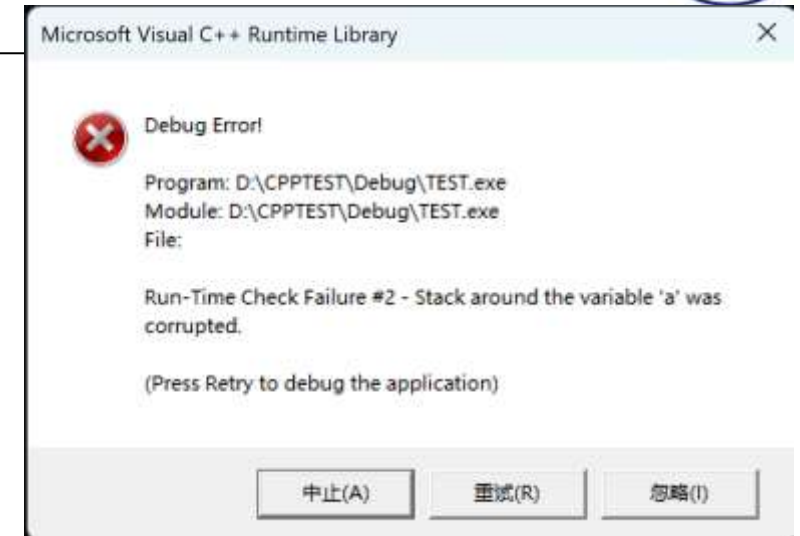 Microsoft Visual C++ Runtime Library
Debug Error!
Program: D:\CPPTEST\Debug\TEST.exe
Module: D:\CPPTEST\Debug\TEST.exe
File:
Run-Time Check Failure #2 - Stack around the variable 'a' was
corrupted.
(Press Retry to debug the application)
中止(A)
重试(R)
忽略(I)